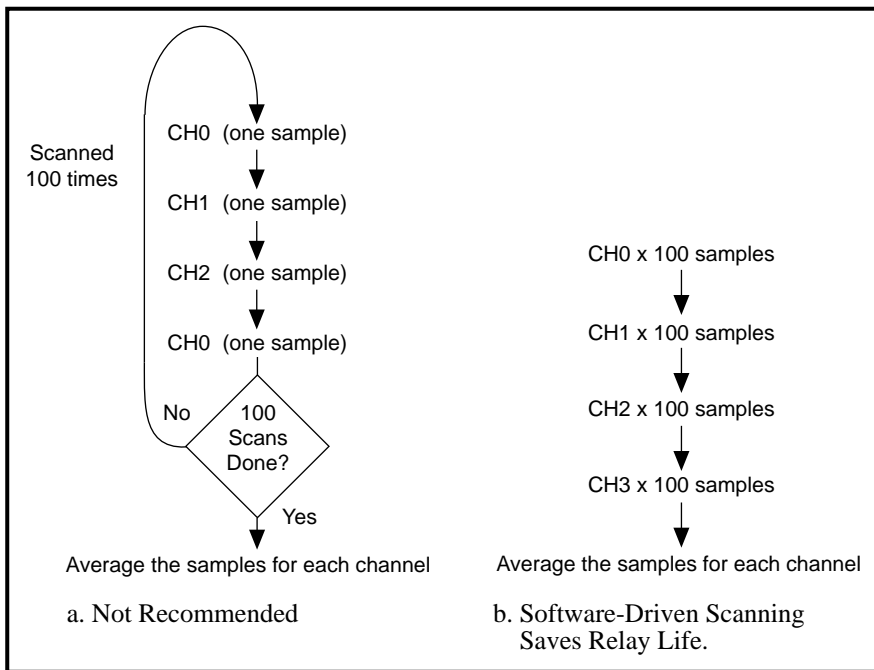 Scanned
100 times
CH0 (one sample)
CH1 (one sample)
CH2 (one sample)
CH0 (one sample)
No
100
Scans
Done?
Yes
Average the samples for each channel
a. Not Recommended
CH0 x 100 samples
CH1 x 100 samples
CH2 x 100 samples
CH3 x 100 samples
Average the samples for each channel
b. Software-Driven Scanning
Saves Relay Life.